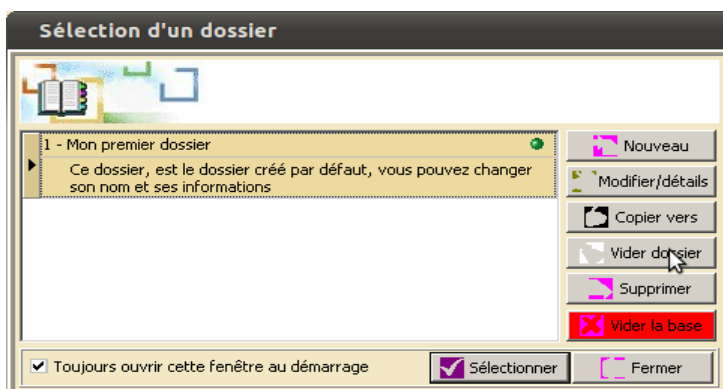 Sélection d'un dossier
1 - Mon premier dossier
Ce dossier, est le dossier créé par défaut, vous pouvez changer
son nom et ses informations
Nouveau
Modifier/détails
Copier vers
Vider dossier
Supprimer
Vider la base
Toujours ouvrir cette fenêtre au démarrage
Sélectionner
Fermer